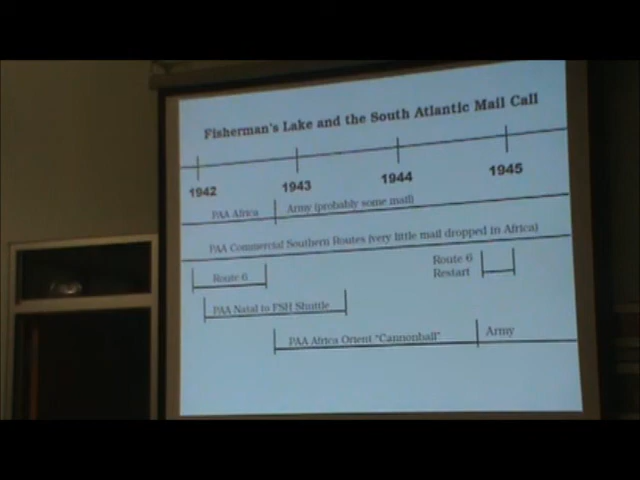 Fisherman's Lake and the South Atlantic Mail Call
1942 1943 1944 1945
PAA Africa Army (probably some mail)
PAA Commercial Southern Routes (very little mail dropped in Africa)
Route 6 Route 6
Restart
PAA Natal to FSH Shuttle
PAA Africa Orient "Cannonball" Army